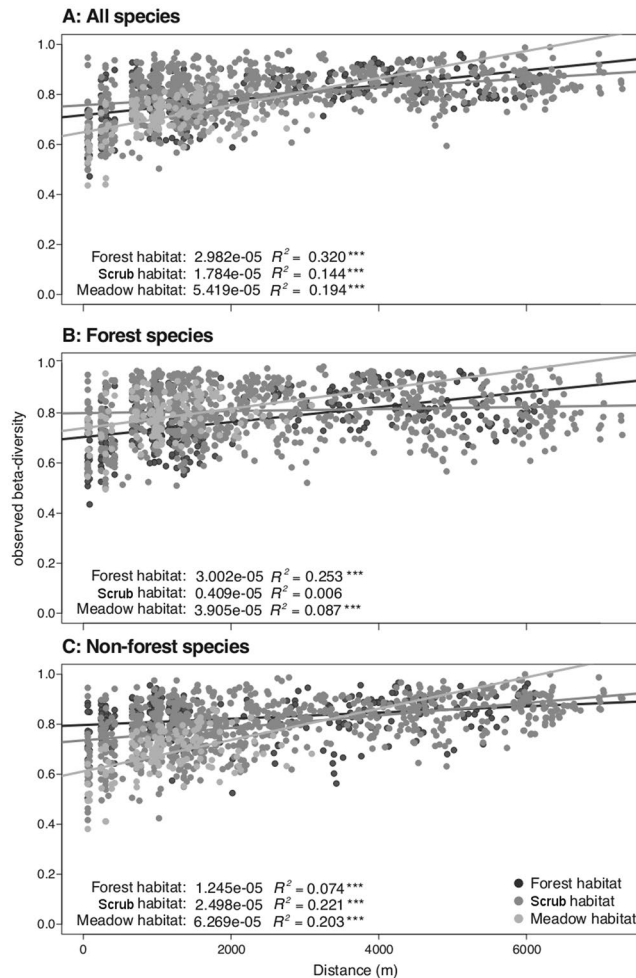 A: All species
1.0
0.8
0.6
0.4
0.2
0.0
Forest habitat: 2.982e-05 R² = 0.320 ***
Scrub habitat: 1.784e-05 R² = 0.144 ***
Meadow habitat: 5.419e-05 R² = 0.194 ***
B: Forest species
1.0
0.8
0.6
0.4
0.2
0.0
observed beta-diversity
Forest habitat: 3.002e-05 R² = 0.253 ***
Scrub habitat: 0.409e-05 R² = 0.006
Meadow habitat: 3.905e-05 R² = 0.087 ***
C: Non-forest species
1.0
0.8
0.6
0.4
0.2
0.0
Forest habitat: 1.245e-05 R² = 0.074 ***
Scrub habitat: 2.498e-05 R² = 0.221 ***
Meadow habitat: 6.269e-05 R² = 0.203 ***
Forest habitat
Scrub habitat
Meadow habitat
0 2000 4000 6000
Distance (m)